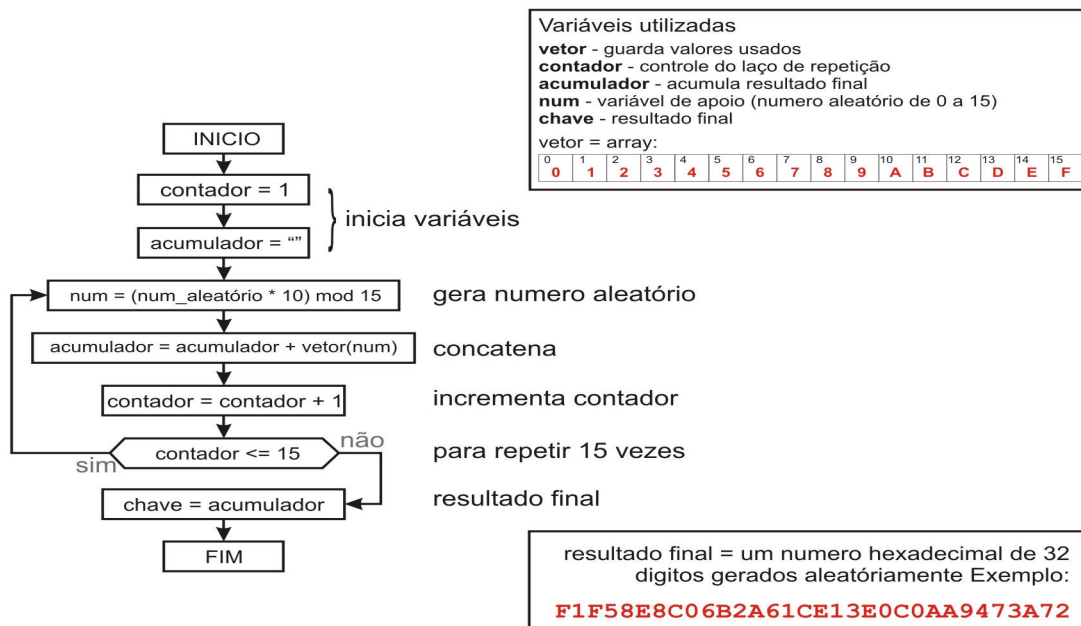 Variáveis utilizadas
vetor - guarda valores usados
contador - controle do laço de repetição
acumulador - acumula resultado final
num - variável de apoio (numero aleatório de 0 a 15)
chave - resultado final
vetor = array:
0 1 2 3 4 5 6 7 8 9 10 11 12 13 14 15
0 1 2 3 4 5 6 7 8 9 A B C D E F
INICIO
contador = 1
inicia variáveis
acumulador = “”
num = (num_aleatório * 10) mod 15
gera numero aleatório
acumulador = acumulador + vetor(num)
concatena
contador = contador + 1
incrementa contador
contador <= 15
não
sim
para repetir 15 vezes
chave = acumulador
resultado final
FIM
resultado final = um numero hexadecimal de 32
digitos gerados aleatóriamente Exemplo:
F1F58E8C06B2A61CE13E0C0AA9473A72